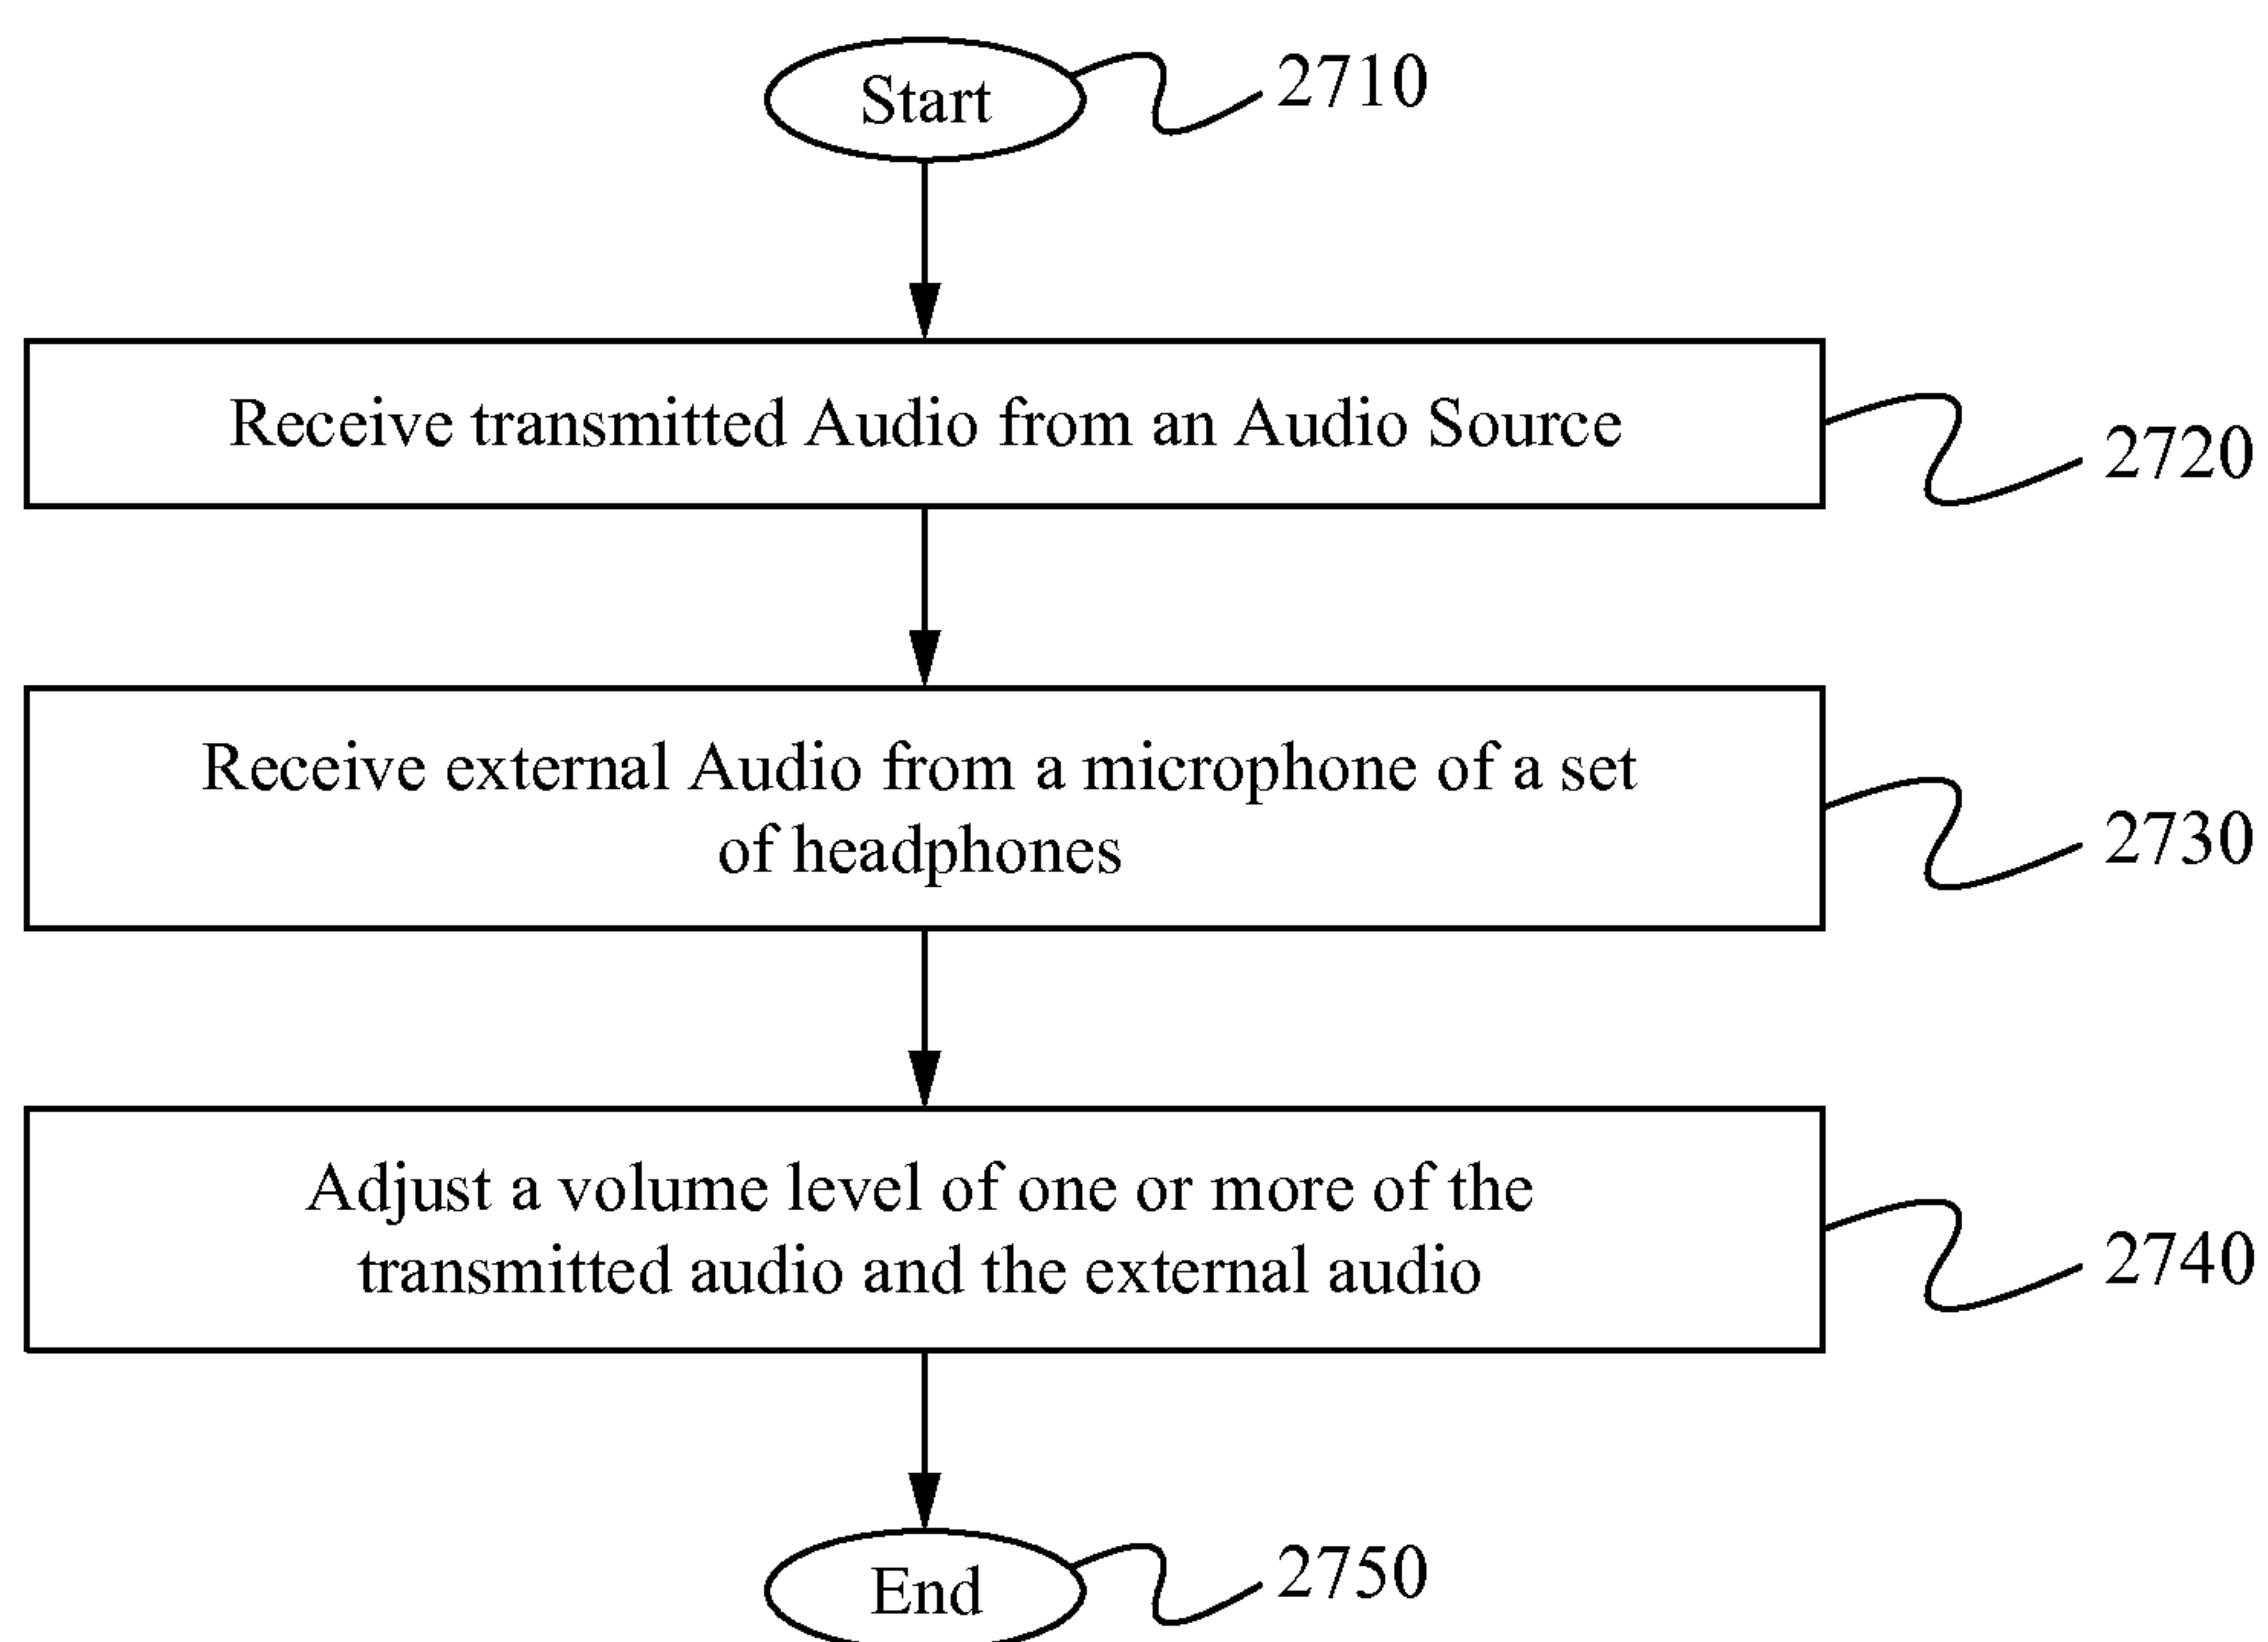 Start
2710
Receive transmitted Audio from an Audio Source
2720
Receive external Audio from a microphone of a set
of headphones
2730
Adjust a volume level of one or more of the
transmitted audio and the external audio
2740
End
2750